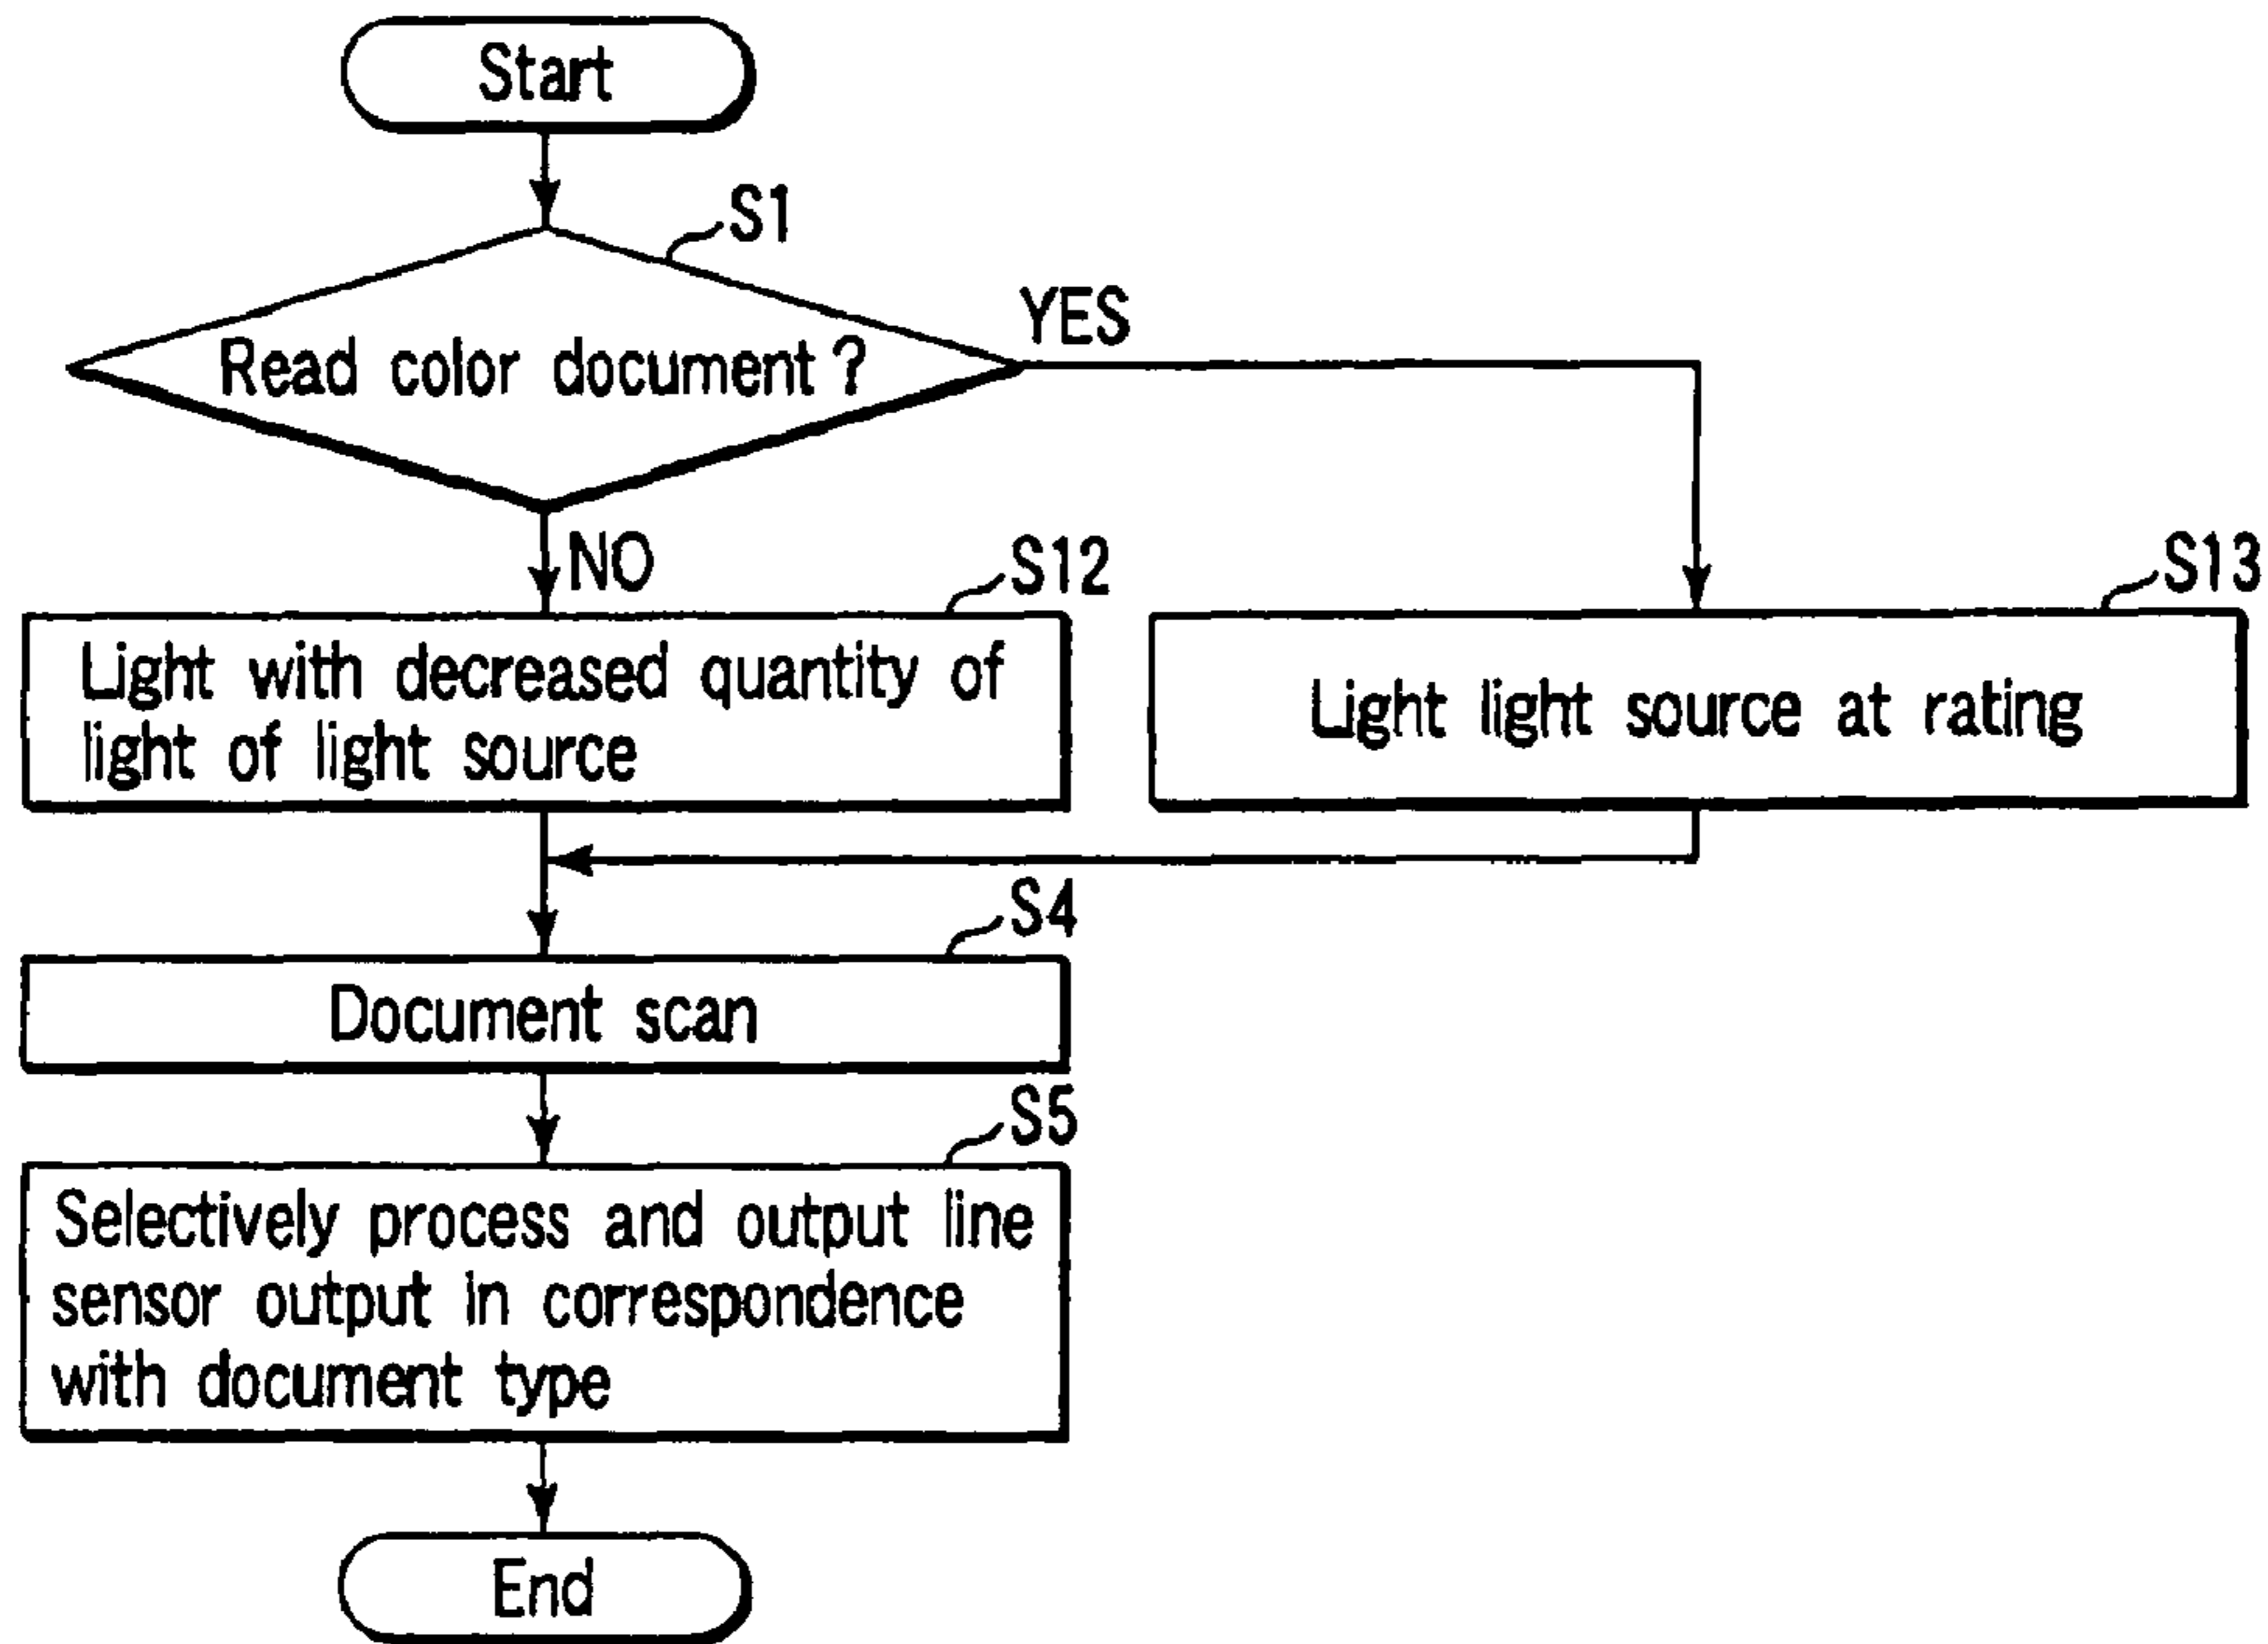 Start
S1
Read color document ?
YES
NO
S12
S13
Light with decreased quantity of
light of light source
Light light source at rating
S4
Document scan
S5
Selectively process and output line
sensor output in correspondence
with document type
End